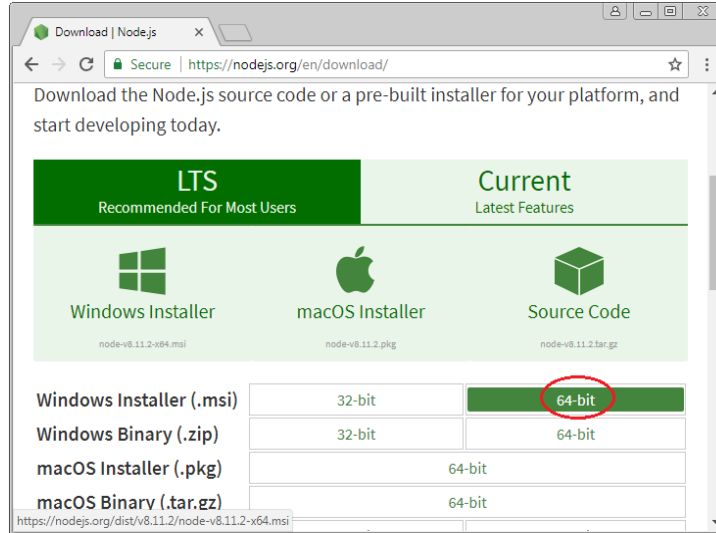 Download | Node.js
Secure | https://nodejs.org/en/download/
Download the Node.js source code or a pre-built installer for your platform, and
start developing today.
LTS
Recommended For Most Users
Current
Latest Features
Windows Installer
node-v8.11.2-x64.msi
macOS Installer
node-v8.11.2.pkg
Source Code
node-v8.11.2.tar.gz
Windows Installer (.msi) 32-bit 64-bit
Windows Binary (.zip) 32-bit 64-bit
macOS Installer (.pkg) 64-bit
macOS Binary (.tar.gz) 64-bit
https://nodejs.org/dist/v8.11.2/node-v8.11.2-x64.msi